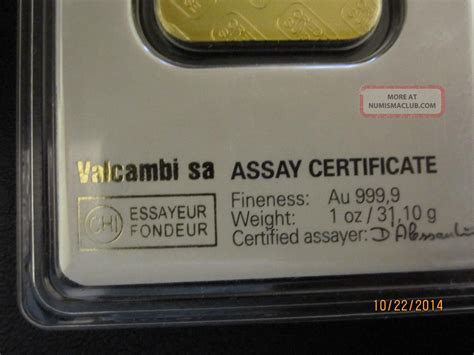 MORE AT
NUMISMACLUB.COM
Valcambi sa ASSAY CERTIFICATE
CHI ESSAYEUR
FONDEUR
Fineness: Au 999,9
Weight: 1 oz / 31,10 g
Certified assayer:
10/22/2014